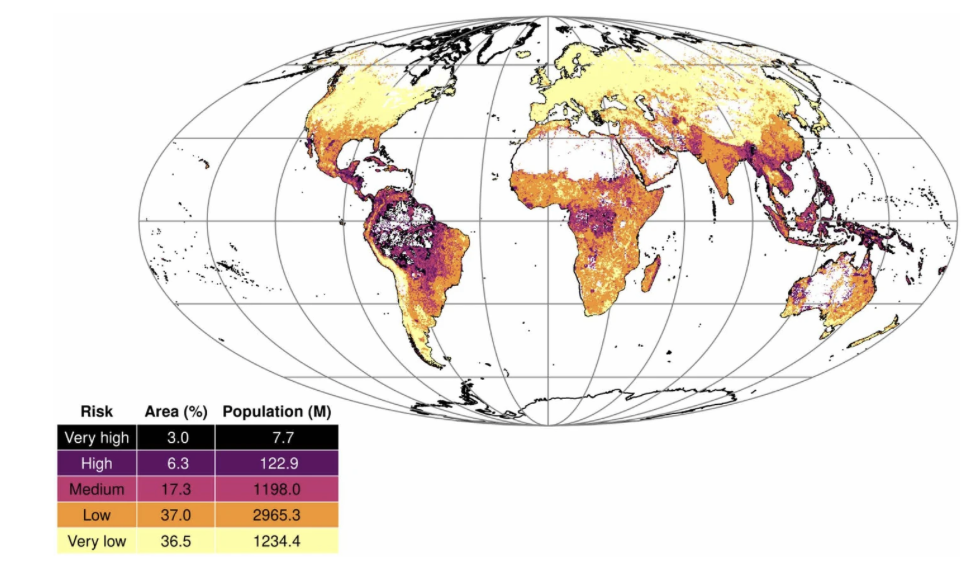 Risk Area (%) Population (M)
Very high 3.0 7.7
High 6.3 122.9
Medium 17.3 1198.0
Low 37.0 2965.3
Very low 36.5 1234.4